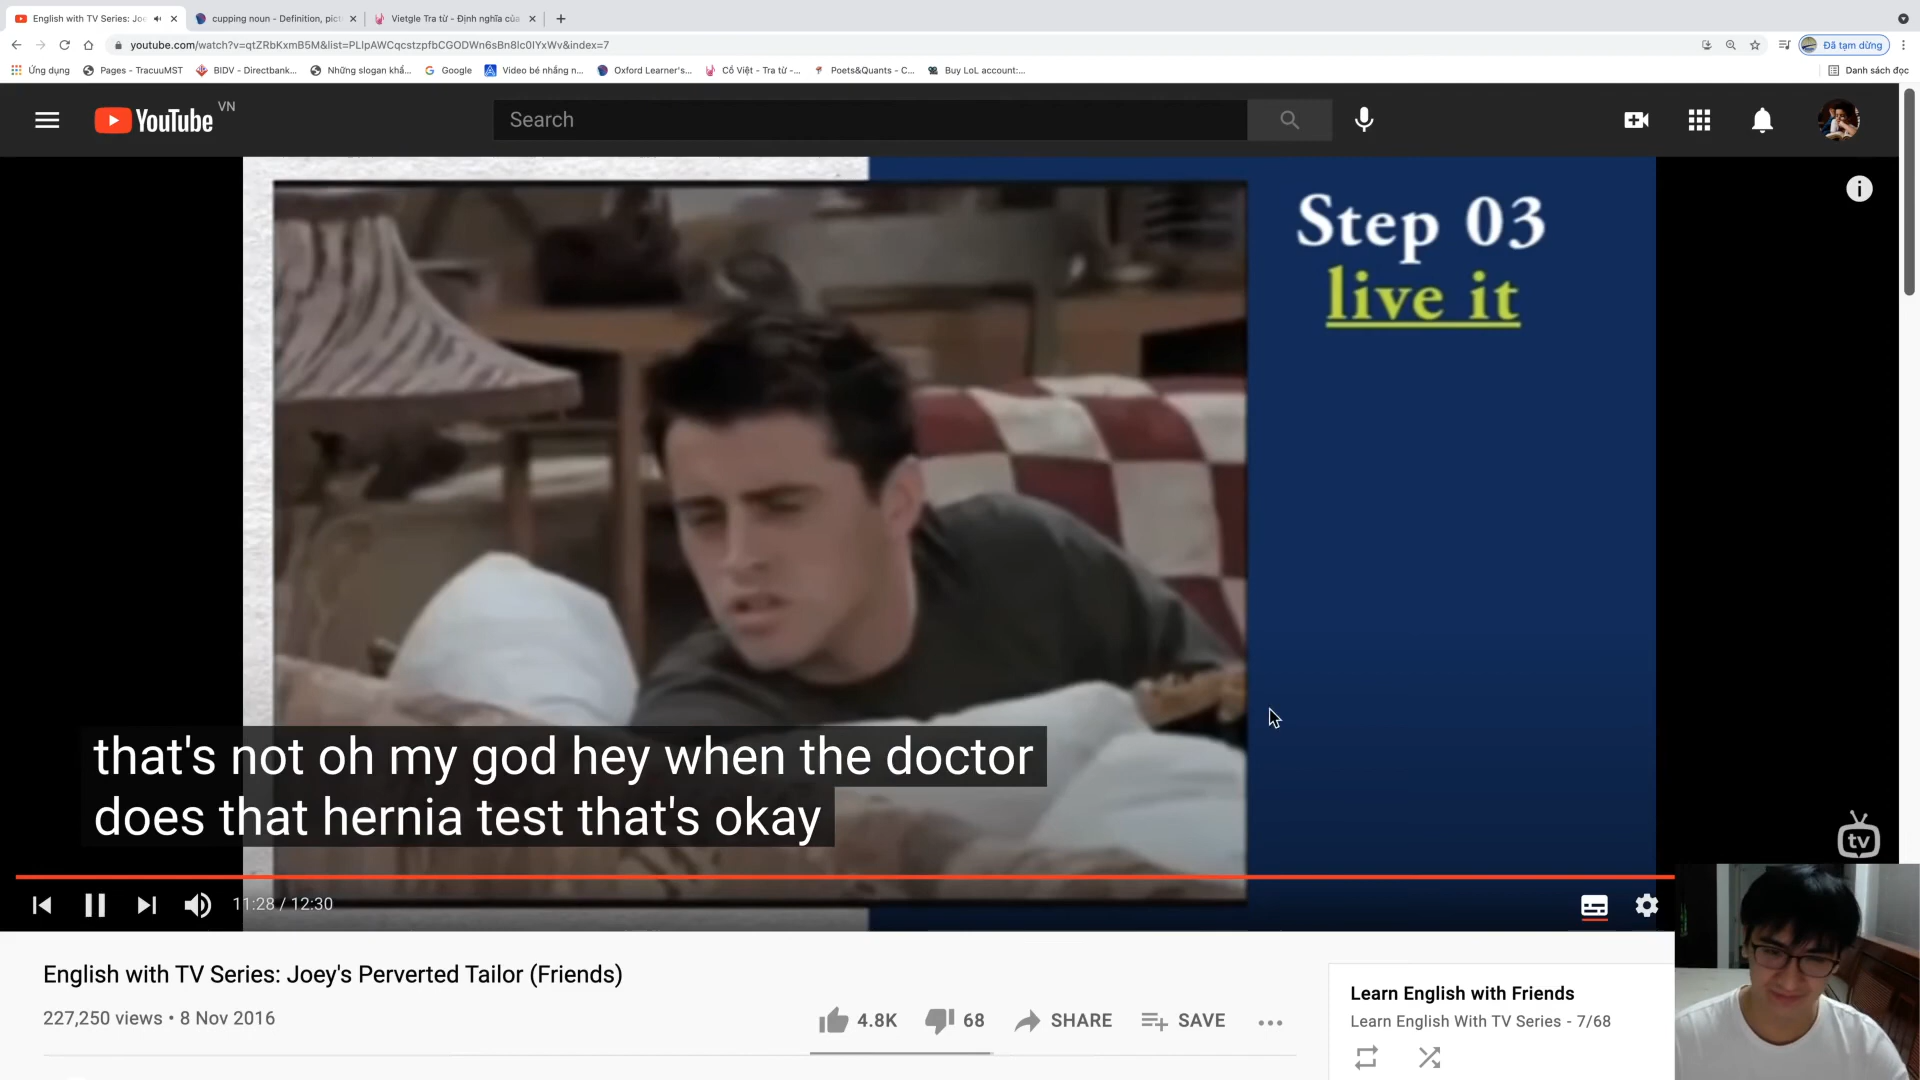 English with TV Series: Joe
cupping noun - Definition, pict
Vietgle Tra từ - Định nghĩa của
youtube.com/watch?v=qtZRbKxmB5M&list=PLlpAWCqcstzpfbCGODWn6sBn8lc0lYxWv&index=7
Đã tạm dừng
Ứng dụng
Pages - TracuuMST
BIDV - Directbank...
Những slogan khẩ...
Google
Video bé nhắng n...
Oxford Learner's...
Cồ Việt - Tra từ -...
Poets&Quants - C...
Buy LoL account:...
Danh sách đọc
YouTube VN
Search
Step 03
live it
that's not oh my god hey when the doctor
does that hernia test that's okay
tv
11:28 / 12:30
English with TV Series: Joey's Perverted Tailor (Friends)
227,250 views • 8 Nov 2016
4.8K
68
SHARE
SAVE
Learn English with Friends
Learn English With TV Series - 7/68